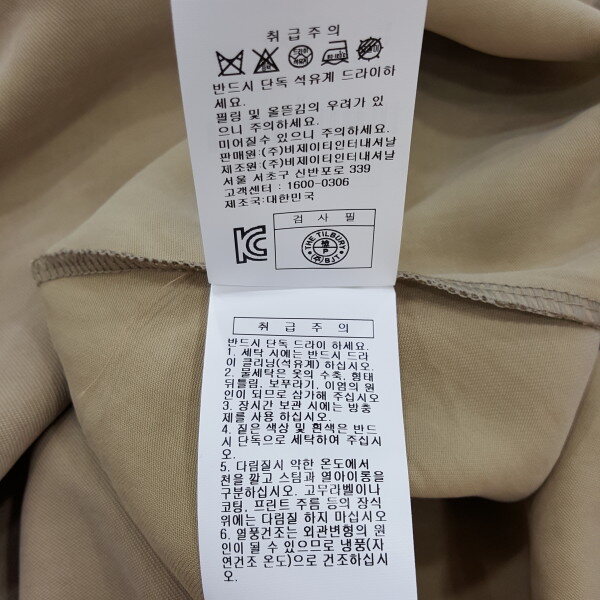 취급주의
반드시 단독 석유계 드라이하
세요.
필링 및 올뜯김의 우려가 있
으니 주의하세요.
미어질수 있으니 주의하세요
판매원:(주)비제이티인터내셔날
제조원:(주)비제이티인터내셔날
서울 서초구 신반포로 339
고객센터 : 1600-0306
제조국:대한민국
검 사 필
THE TILBURY
검
P
(주)BJT
취 급 주 의
반드시 단독 드라이 하세요.
1. 세탁 시에는 반드시 드라
이 클리닝(석유계) 하십시오
2. 물세탁은 옷의 수축, 형태
뒤틀림, 보푸라기, 이염의 원
인이 되므로 삼가해 주십시오
3. 장시간 보관 시에는 방충
제를 사용 하십시오.
4. 짙은 색상 및 흰색은 반드
시 단독으로 세탁하여 주십시
오
5. 다림질시 약한 온도에서
천을 깔고 스팀과 열아이롱을
구분하십시오. 고무라벨이나
코팅, 프린트 주름 등의 장식
위에는 다림질 하지 마십시오
6. 열풍건조는 외관변형의 원
인이 될 수 있으므로 냉풍(자
연건조 온도)으로 건조하십시
오.